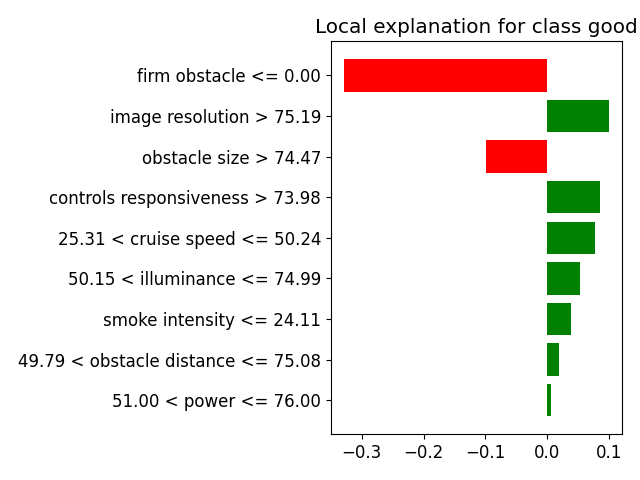 Local explanation for class good
firm obstacle <= 0.00
image resolution > 75.19
obstacle size > 74.47
controls responsiveness > 73.98
25.31 < cruise speed <= 50.24
50.15 < illuminance <= 74.99
smoke intensity <= 24.11
49.79 < obstacle distance <= 75.08
51.00 < power <= 76.00
−0.3 −0.2 −0.1 0.0 0.1